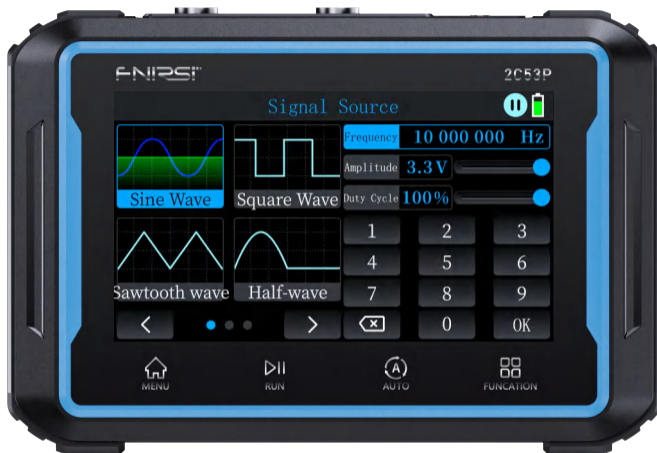 FNIRSI
2C53P
Signal Source
Frequency 10 000 000 Hz
Amplitude 3.3V
Duty Cycle 100%
Sine Wave
Square Wave
Sawtooth wave
Half-wave
1 2 3
4 5 6
7 8 9
0 OK
MENU
RUN
A
AUTO
FUNCATION